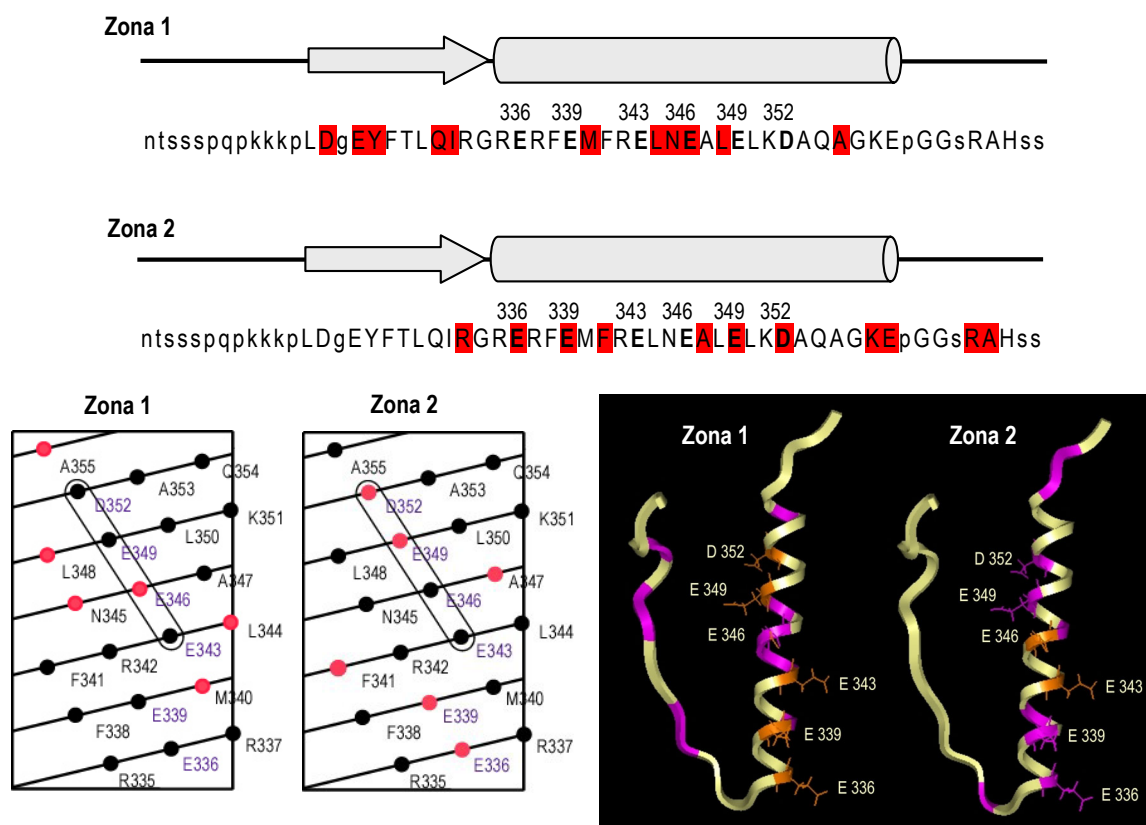 Zona 1
336 339 343 346 349 352
ntssspqpkkkpLDgEYFTLQIRGRERFEMFRELNEALELKDAQAGKEpGGsRAHss
Zona 2
336 339 343 346 349 352
ntssspqpkkkpLDgEYFTLQIRGRERFEMFRELNEALELKDAQAGKEpGGsRAHss
Zona 1
A355
Q354
A353
D352
K351
L350
E349
L348
A347
E346
N345
L344
E343
R342
F341
M340
E339
F338
R337
E336
R335
Zona 2
A355
Q354
A353
D352
K351
L350
E349
L348
A347
E346
N345
L344
E343
R342
F341
M340
E339
F338
R337
E336
R335
Zona 1
D 352
E 349
E 346
E 343
E 339
E 336
Zona 2
D 352
E 349
E 346
E 343
E 339
E 336